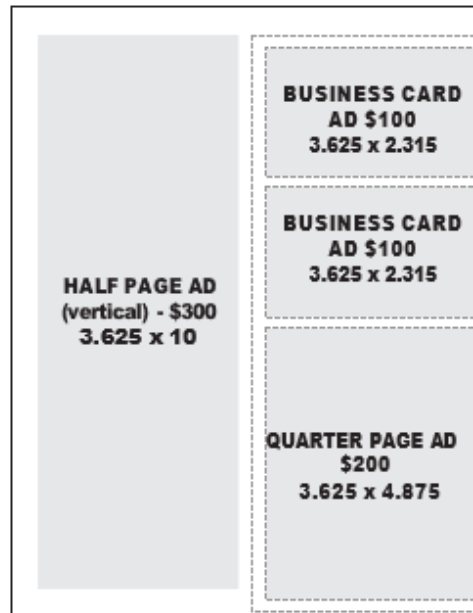 HALF PAGE AD
(vertical) - $300
3.625 x 10
BUSINESS CARD
AD $100
3.625 x 2.315
BUSINESS CARD
AD $100
3.625 x 2.315
QUARTER PAGE AD
$200
3.625 x 4.875